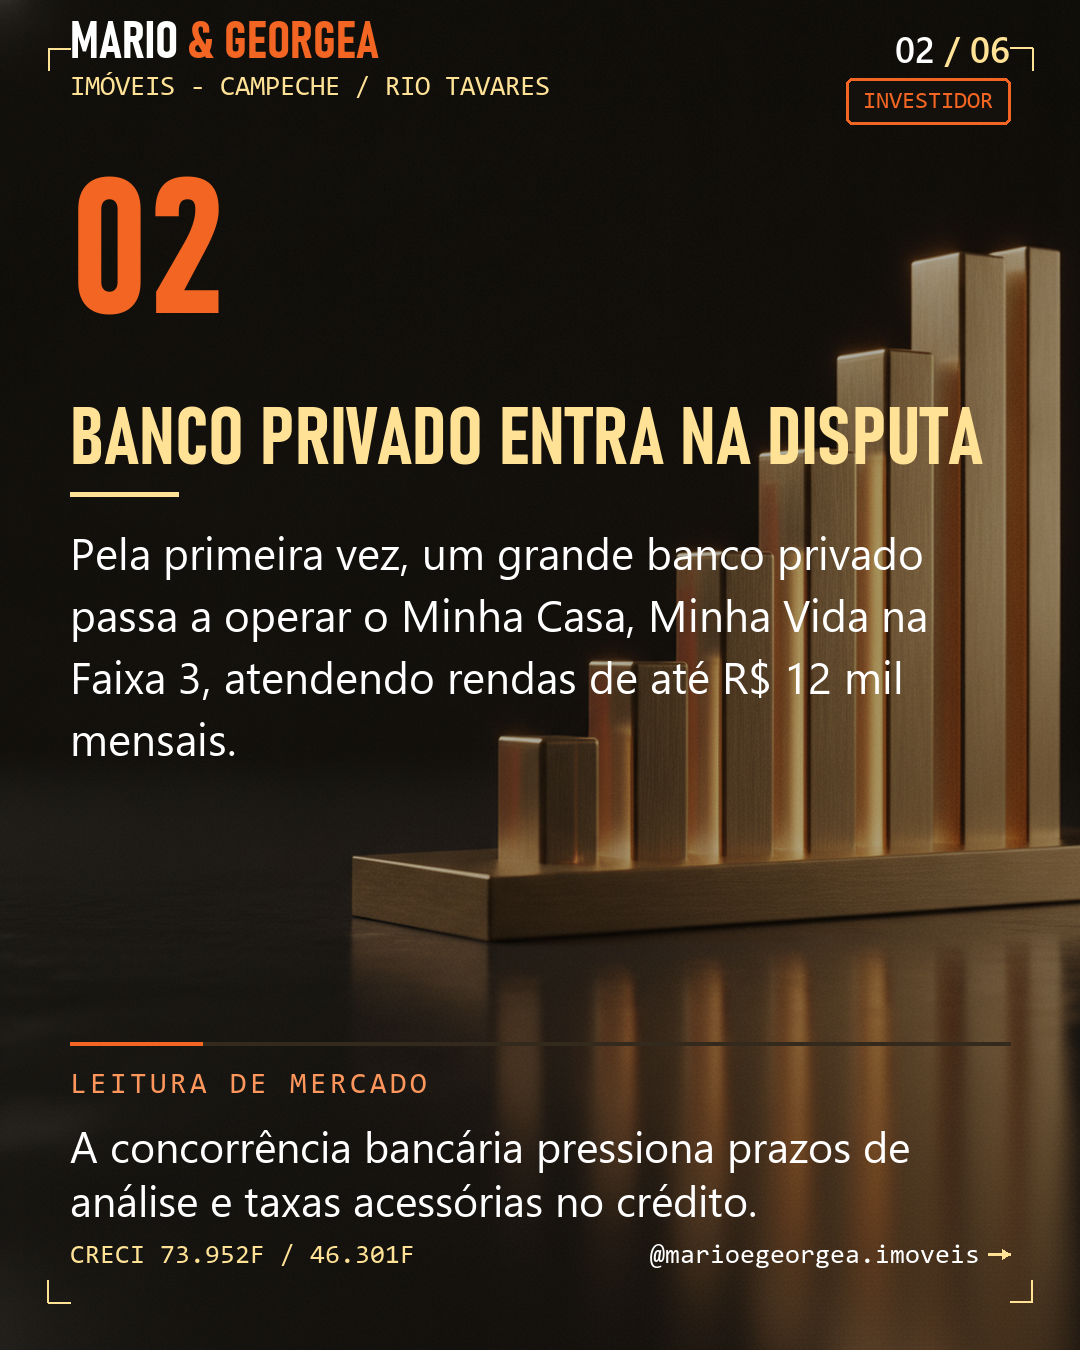 MARIO & GEORGEA
IMÓVEIS - CAMPECHE / RIO TAVARES
02 / 06
INVESTIDOR
02
BANCO PRIVADO ENTRA NA DISPUTA
Pela primeira vez, um grande banco privado
passa a operar o Minha Casa, Minha Vida na
Faixa 3, atendendo rendas de até R$ 12 mil
mensais.
LEITURA DE MERCADO
A concorrência bancária pressiona prazos de
análise e taxas acessórias no crédito.
CRECI 73.952F / 46.301F
@marioegeorgea.imoveis →